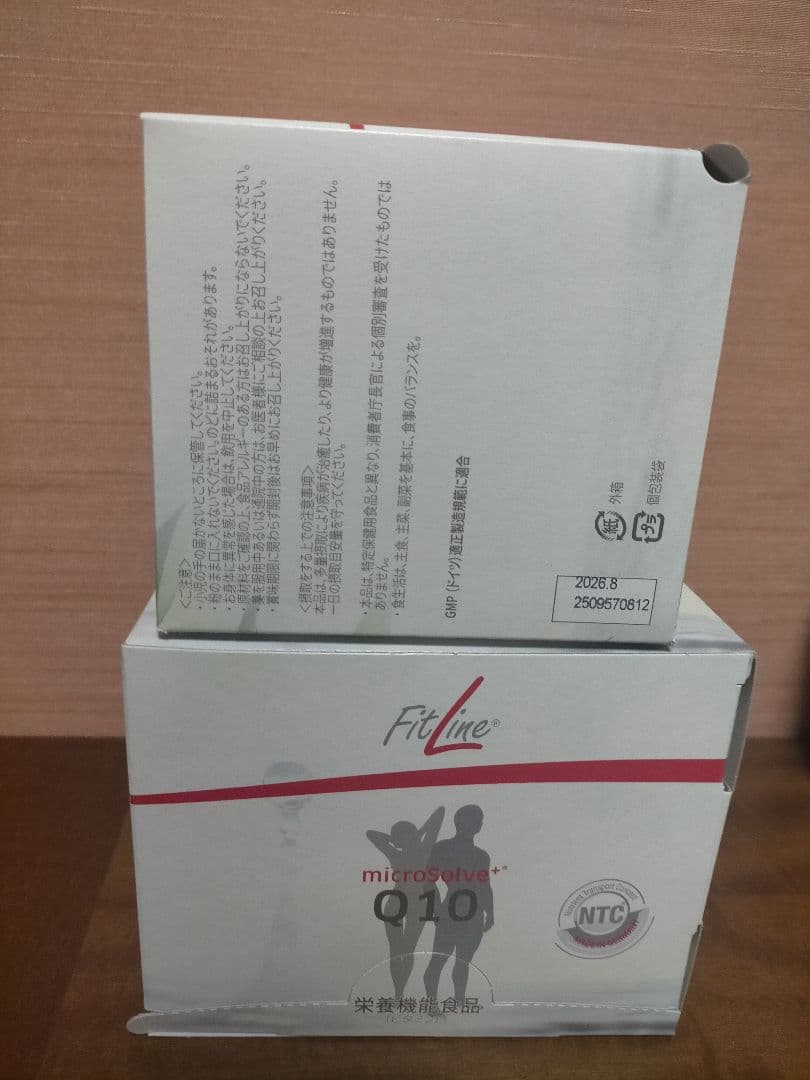 <ご注意>
・小児の手の届かないところに保管してください。
・粉のまま口に入れないでください。のどに詰まるおそれがあります。
・お身体に異常を感じた場合は、飲用を中止してください。
原材料をご確認の上、食品アレルギーのある方はお召し上がりにならないでください。
薬を服用中あるいは通院中の方は、お医者様にご相談の上お召し上がりください。
・賞味期限に関わらず開封後はお早めにお召し上がりください。
<摂取をする上での注意事項>
本品は、多量摂取により疾病が治癒したり、より健康が増進するものではありません。
一日の摂取目安量を守ってください。
・本品は、特定保健用食品と異なり、消費者庁長官による個別審査を受けたものでは
ありません。
・食生活は、主食、主菜、副菜を基本に、食事のバランスを。
GMP (ドイツ) 適正製造規範に適合
紙 外箱
プラ 個包装袋
2026.8
2509570812
FitLine®
microSolve+®
Q10
Nutrient Transport Concept
NTC®
MADE IN GERMANY
栄養機能食品